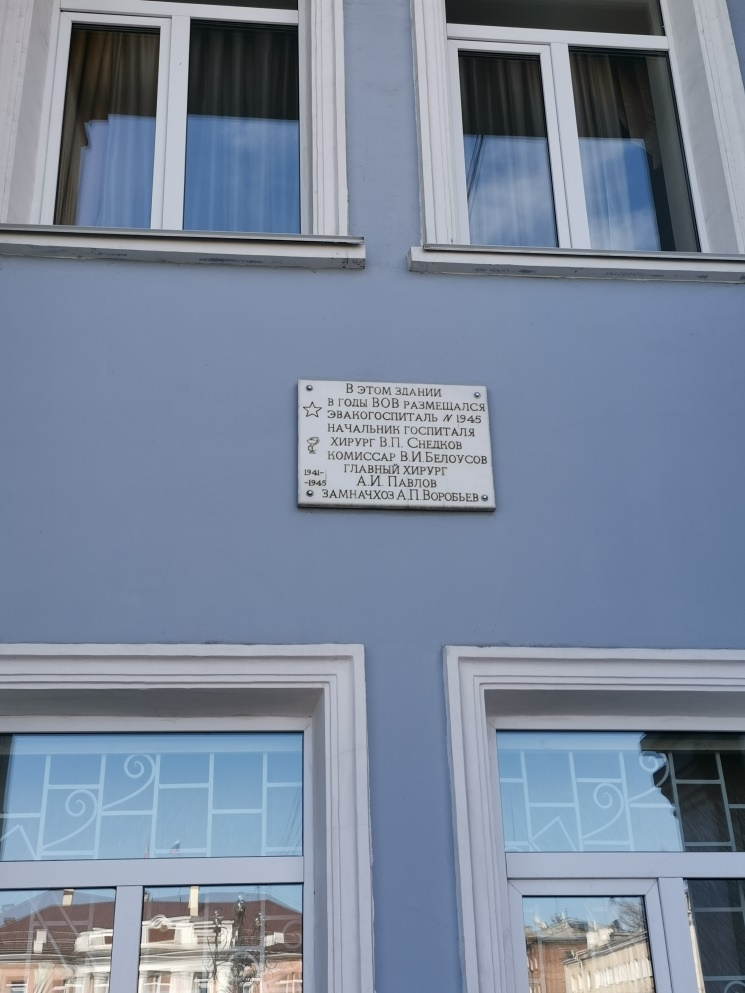 В ЭТОМ ЗДАНИИ
В ГОДЫ ВОВ РАЗМЕЩАЛСЯ
ЭВАКОГОСПИТАЛЬ N 1945
НАЧАЛЬНИК ГОСПИТАЛЯ
ХИРУРГ В.П. СНЕДКОВ
КОМИССАР В.И.БЕЛОУСОВ
ГЛАВНЫЙ ХИРУРГ
А.И. ПАВЛОВ
ЗАМНАЧХОЗ А.П.ВОРОБЬЕВ
1941-
-1945